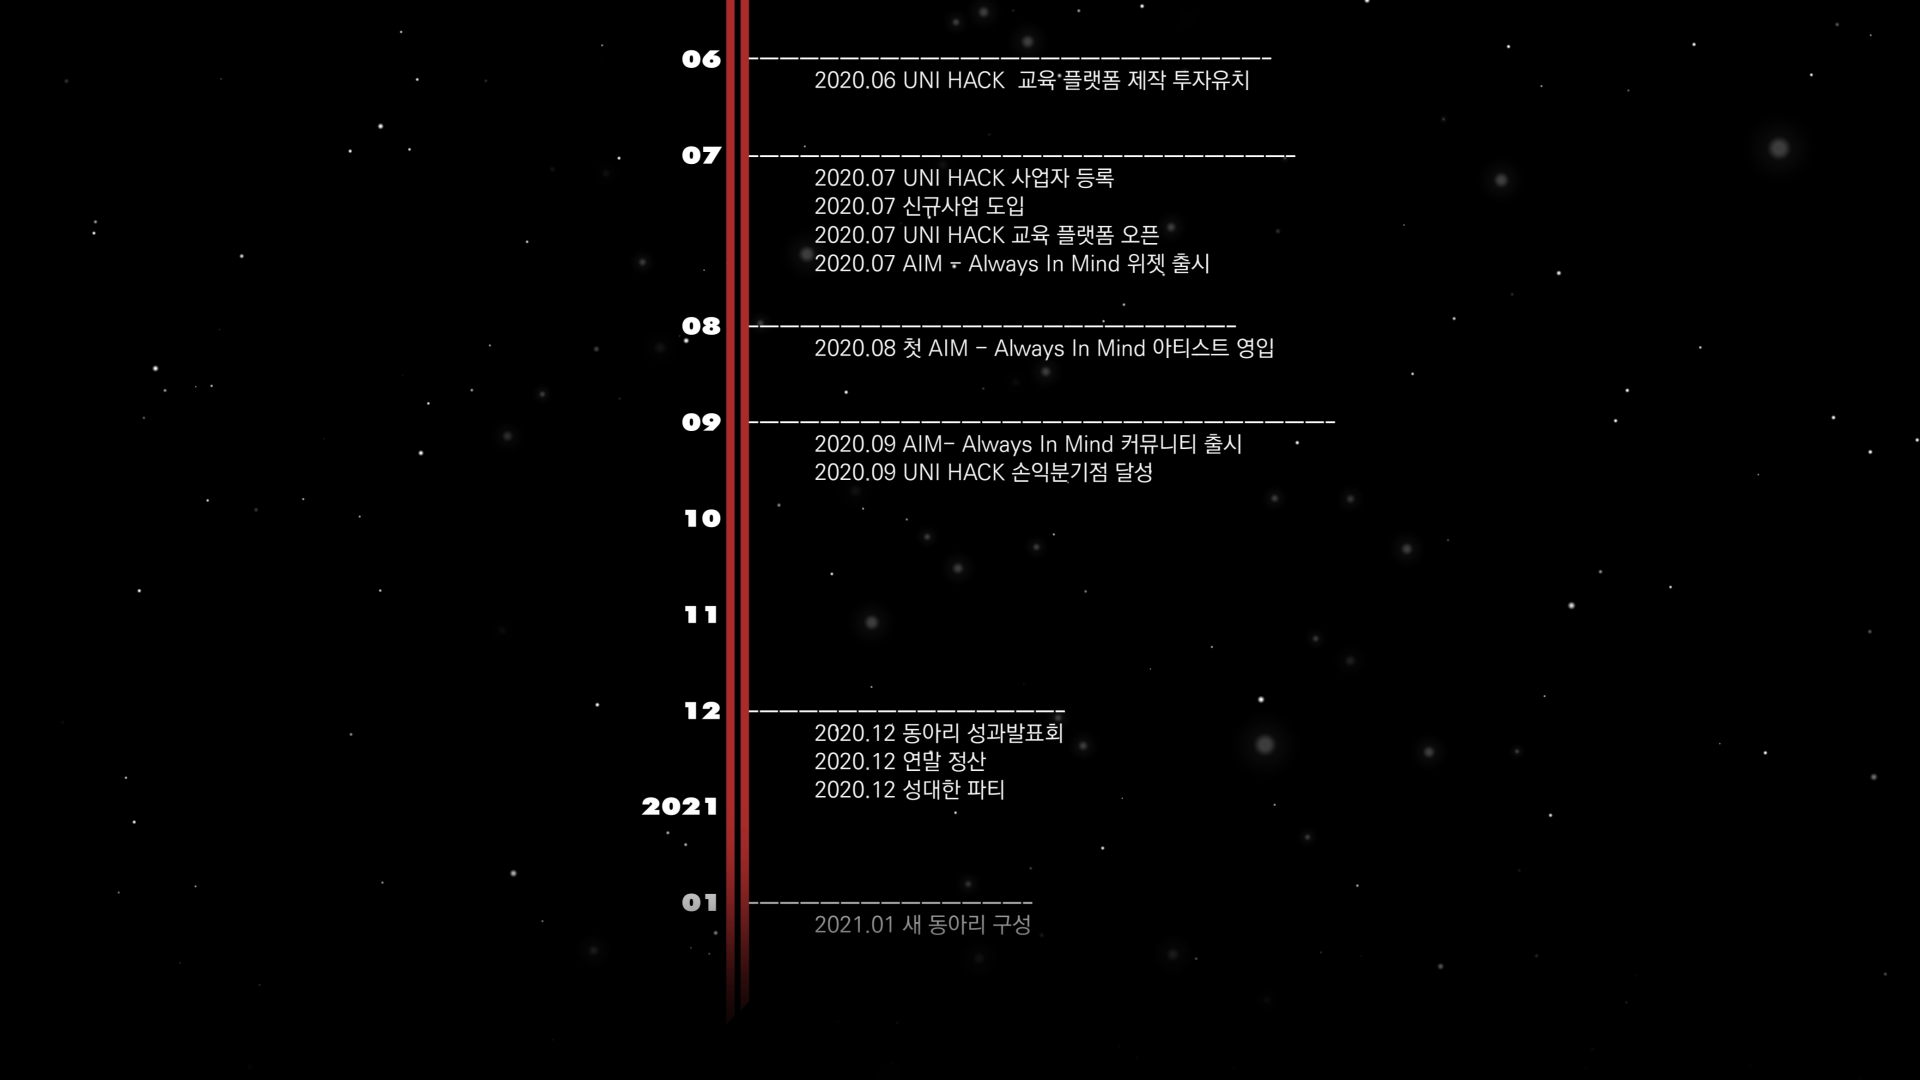 06
2020.06 UNI HACK 교육 플랫폼 제작 투자유치
07
2020.07 UNI HACK 사업자 등록
2020.07 신규사업 도입
2020.07 UNI HACK 교육 플랫폼 오픈
2020.07 AIM - Always In Mind 위젯 출시
08
2020.08 첫 AIM - Always In Mind 아티스트 영입
09
2020.09 AIM- Always In Mind 커뮤니티 출시
2020.09 UNI HACK 손익분기점 달성
10
11
12
2020.12 동아리 성과발표회
2020.12 연말 정산
2020.12 성대한 파티
2021
01
2021.01 새 동아리 구성